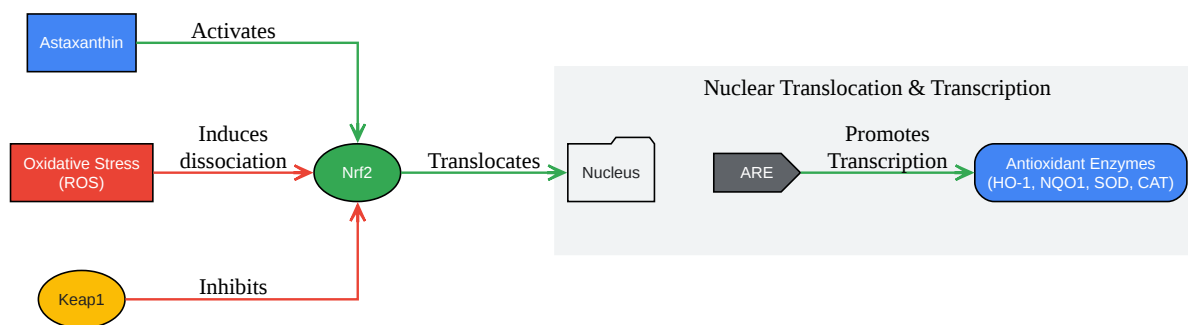 Astaxanthin
Activates
Nuclear Translocation & Transcription
Oxidative Stress
(ROS)
Induces
dissociation
Nrf2
Translocates
Nucleus
ARE
Promotes
Transcription
Antioxidant Enzymes
(HO-1, NQO1, SOD, CAT)
Keap1
Inhibits